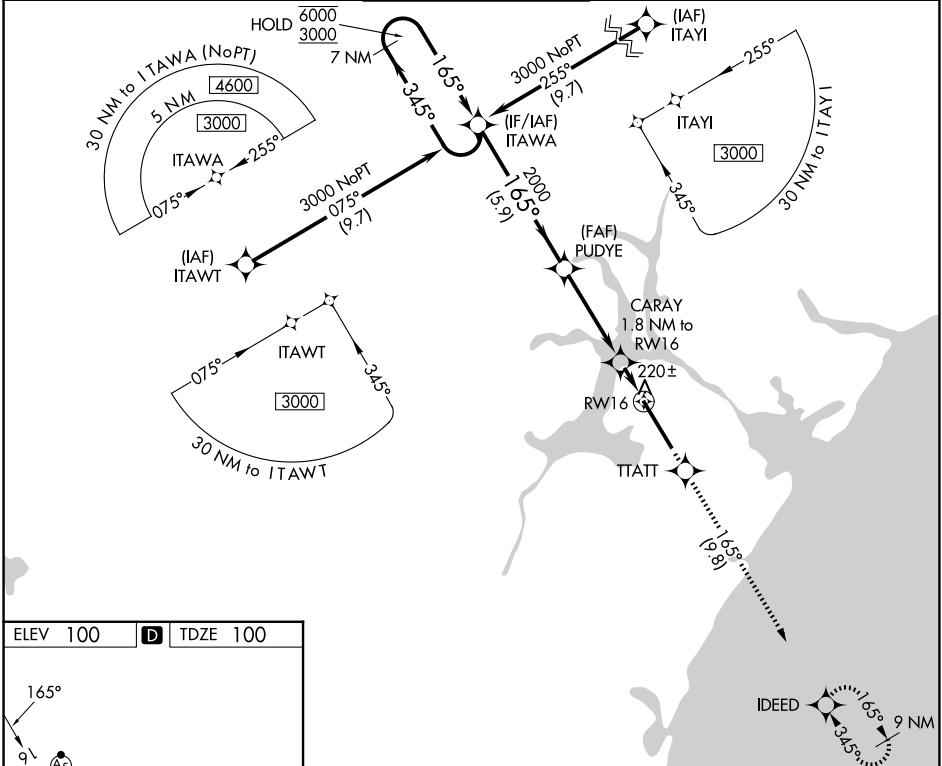 HOLD
6000
3000
7 NM
165°
345°
(IAF)
ITAYI
3000 NoPT
255°
(9.7)
(IF/IAF)
ITAWA
30 NM to ITAWA (NoPT)
4600
5 NM
3000
ITAWA
255°
075°
255°
ITAYI
3000
345°
30 NM to ITAYI
3000 NoPT
075°
(9.7)
(IAF)
ITAWT
2000
165°
(5.9)
(FAF)
PUDYE
CARAY
1.8 NM to
RW16
220±
RW16
075°
ITAWT
345°
3000
30 NM to ITAWT
TTATT
165°
(9.8)
ELEV 100
D
TDZE 100
165°
16
A5
IDEED
165°
345°
9 NM